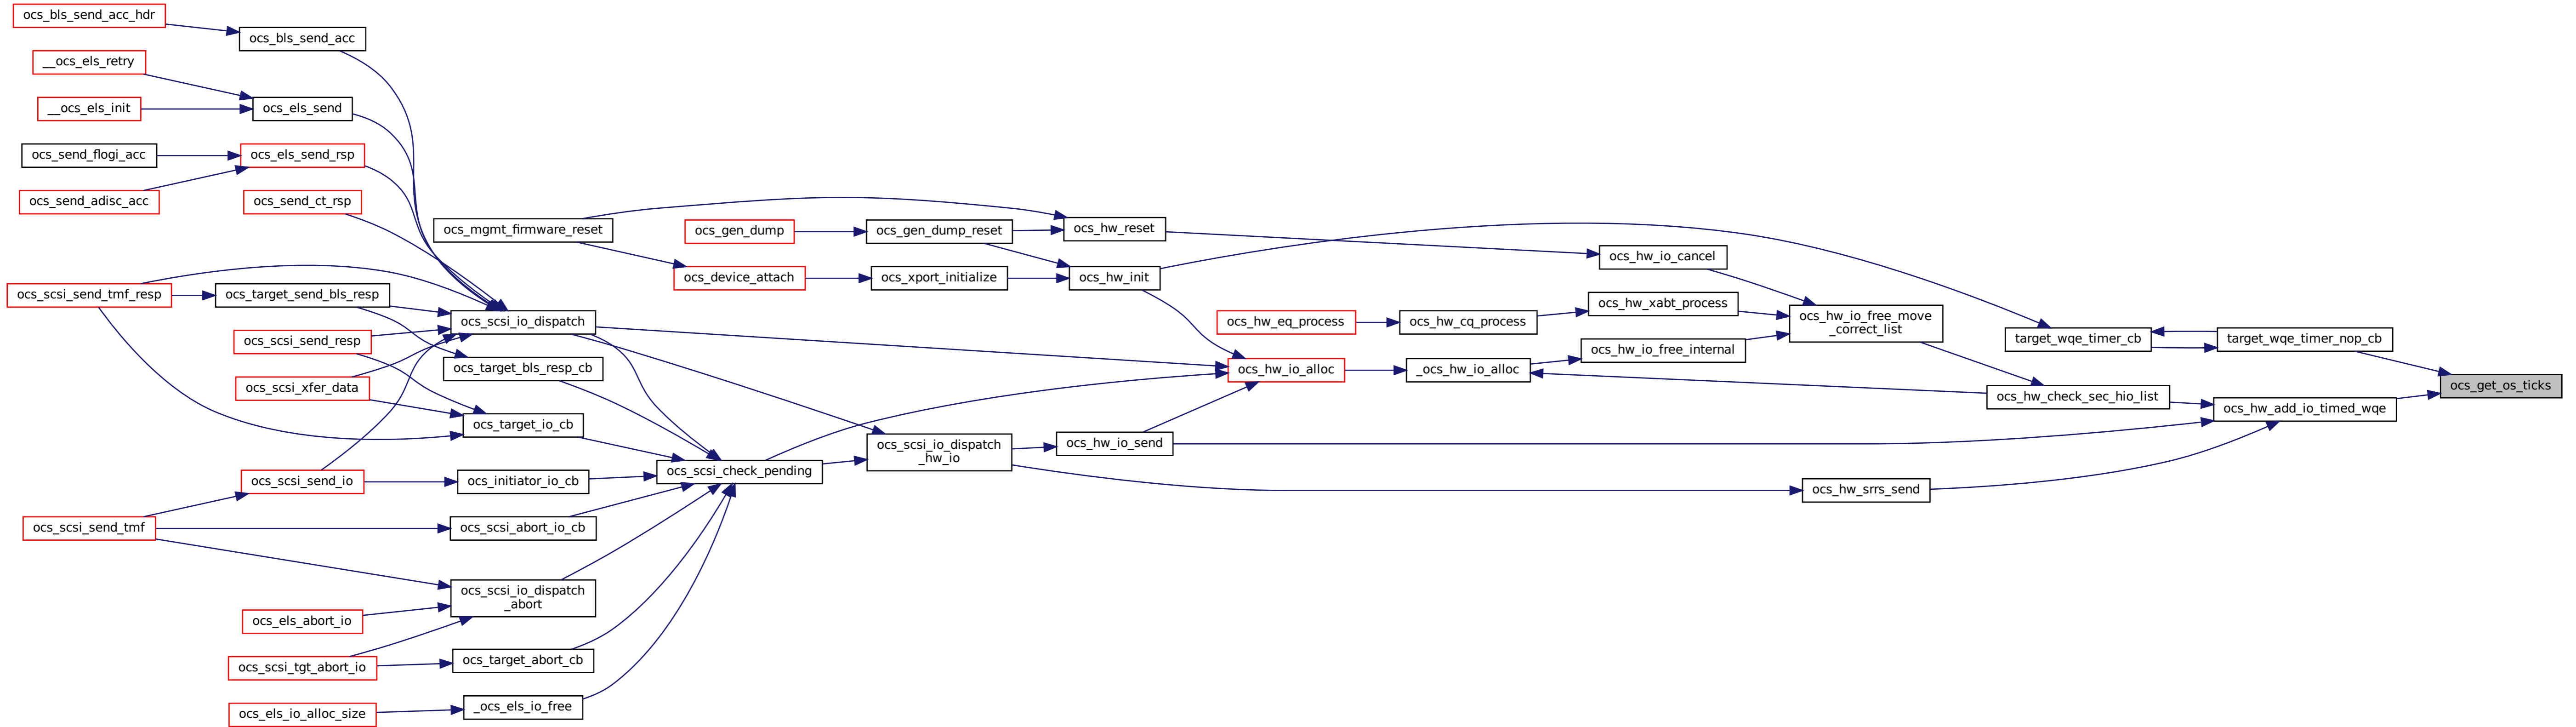 ocs_bls_send_acc_hdr
ocs_bls_send_acc
__ocs_els_retry
ocs_els_send
__ocs_els_init
ocs_send_flogi_acc
ocs_els_send_rsp
ocs_send_adisc_acc
ocs_send_ct_rsp
ocs_mgmt_firmware_reset
ocs_gen_dump
ocs_gen_dump_reset
ocs_hw_reset
ocs_hw_io_cancel
ocs_device_attach
ocs_xport_initialize
ocs_hw_init
ocs_scsi_send_tmf_resp
ocs_target_send_bls_resp
ocs_scsi_io_dispatch
ocs_hw_eq_process
ocs_hw_cq_process
ocs_hw_xabt_process
ocs_hw_io_free_move
_correct_list
target_wqe_timer_cb
target_wqe_timer_nop_cb
ocs_scsi_send_resp
ocs_target_bls_resp_cb
ocs_hw_io_alloc
_ocs_hw_io_alloc
ocs_hw_io_free_internal
ocs_get_os_ticks
ocs_scsi_xfer_data
ocs_hw_check_sec_hio_list
ocs_hw_add_io_timed_wqe
ocs_target_io_cb
ocs_scsi_io_dispatch
_hw_io
ocs_hw_io_send
ocs_scsi_check_pending
ocs_scsi_send_io
ocs_initiator_io_cb
ocs_hw_srrs_send
ocs_scsi_send_tmf
ocs_scsi_abort_io_cb
ocs_scsi_io_dispatch
_abort
ocs_els_abort_io
ocs_scsi_tgt_abort_io
ocs_target_abort_cb
ocs_els_io_alloc_size
_ocs_els_io_free